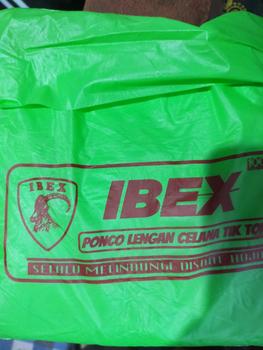 IBEX
IBEX
PONCO LENGAN CELANA TIK TOK
SELALU MELINDUNGI DISAAT HUJAN